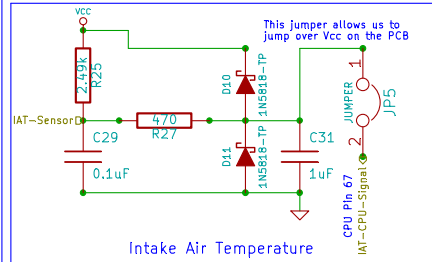 vcc
This jumper allows us to
jump over Vcc on the PCB
2.49k
R25
D10
1N5818-TP
1
JUMPER
JP5
2
IAT-Sensor
470
R27
C29
0.1uF
D11
1N5818-TP
C31
1uF
CPU Pin 67
IAT-CPU-Signal
Intake Air Temperature